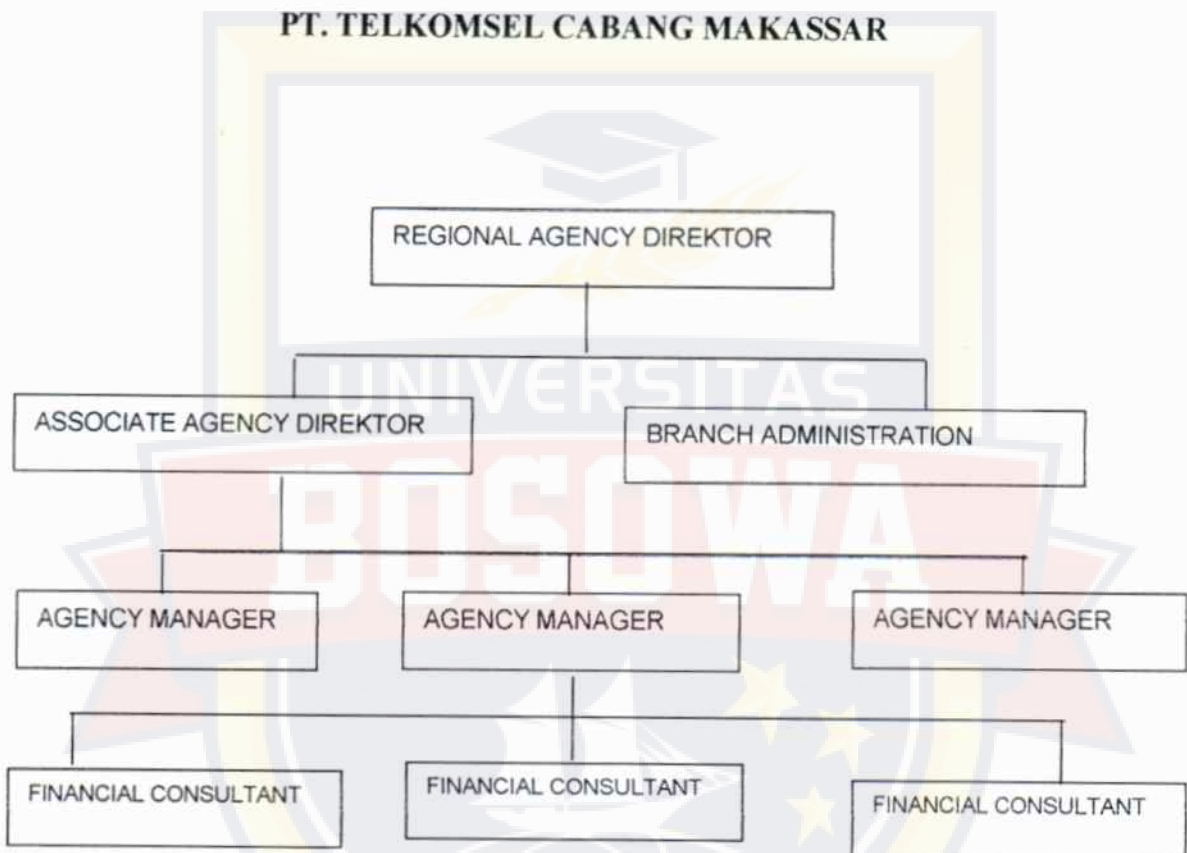 PT. TELKOMSEL CABANG MAKASSAR
REGIONAL AGENCY DIREKTOR
UNIVERSITAS
ASSOCIATE AGENCY DIREKTOR
BRANCH ADMINISTRATION
BOSOWA
AGENCY MANAGER
AGENCY MANAGER
AGENCY MANAGER
FINANCIAL CONSULTANT
FINANCIAL CONSULTANT
FINANCIAL CONSULTANT